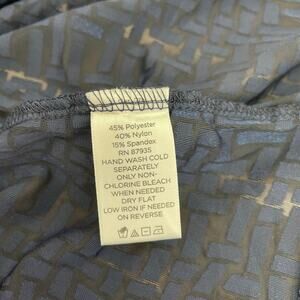 45% Polyester
40% Nylon
15% Spandex
RN 87935
HAND WASH COLD
SEPARATELY
ONLY NON-
CHLORINE BLEACH
WHEN NEEDED
DRY FLAT
LOW IRON IF NEEDED
ON REVERSE